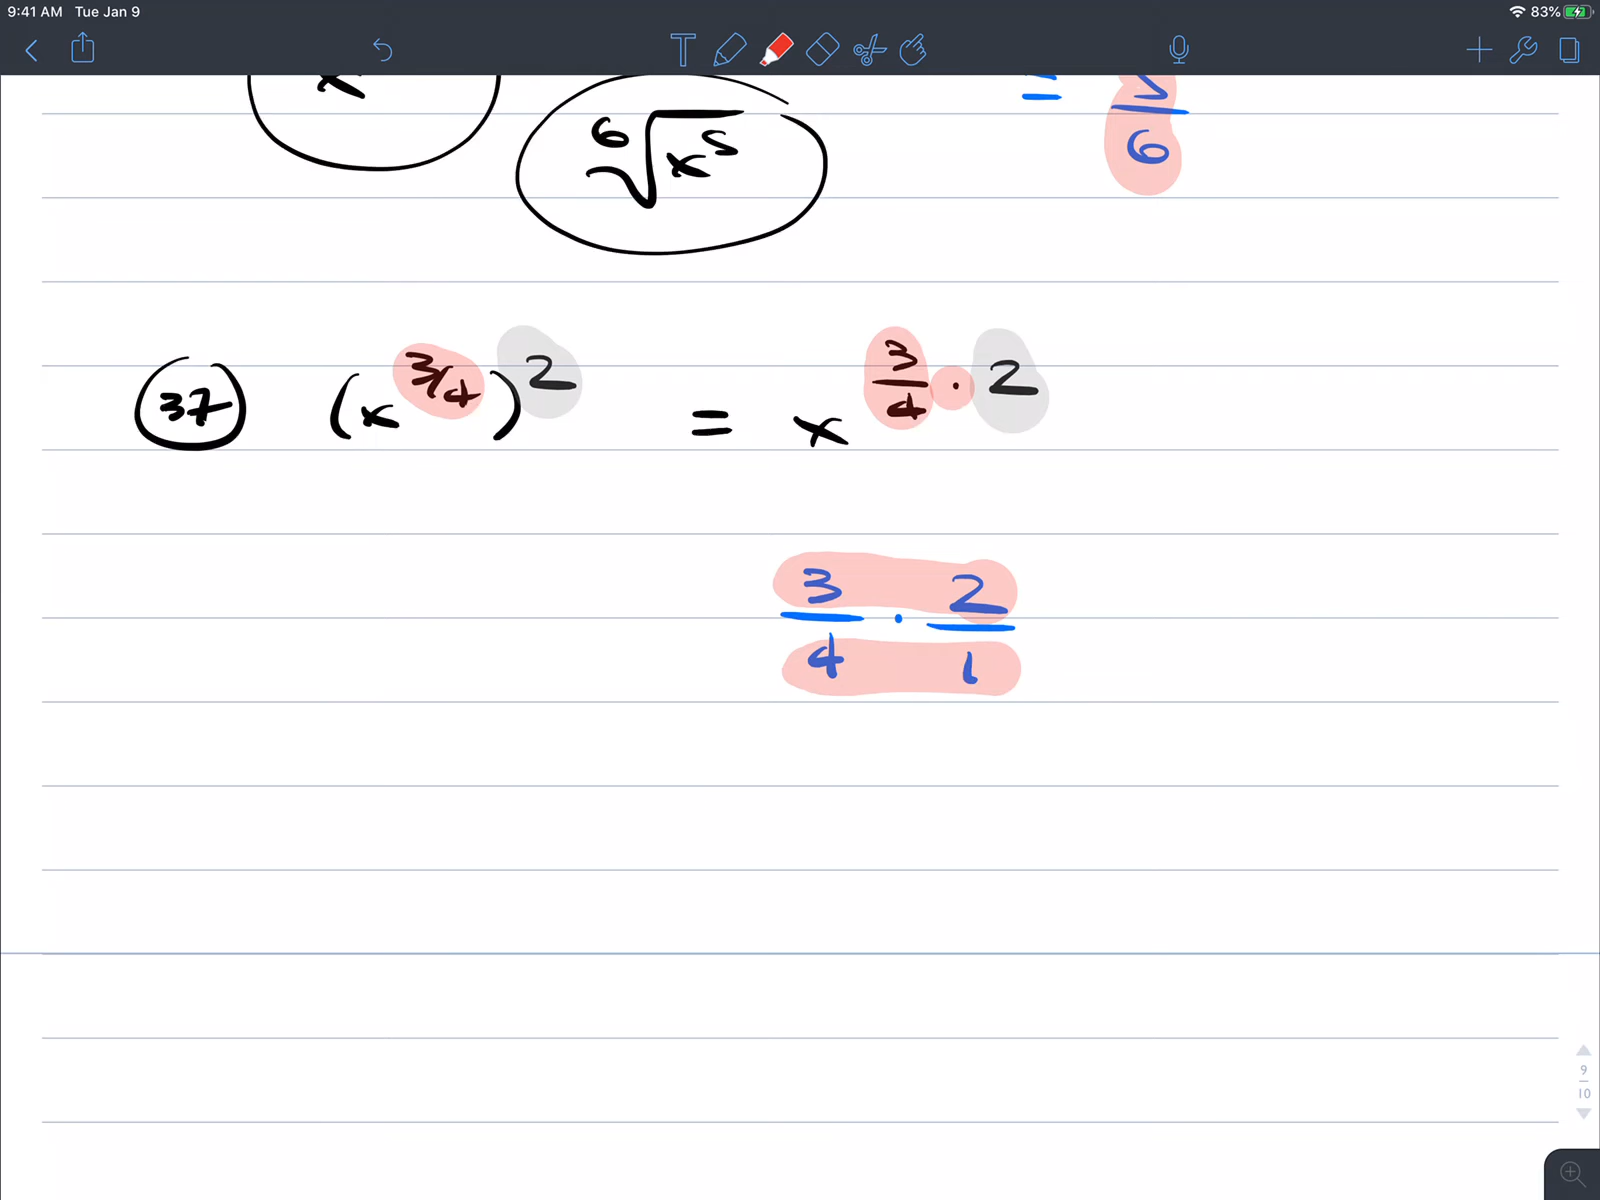 9:41 AM Tue Jan 9 83%
T
x
6√x^5
=
6
37 (x^3/4)^2 = x^3/4 · 2
3/4 · 2/1
9
10